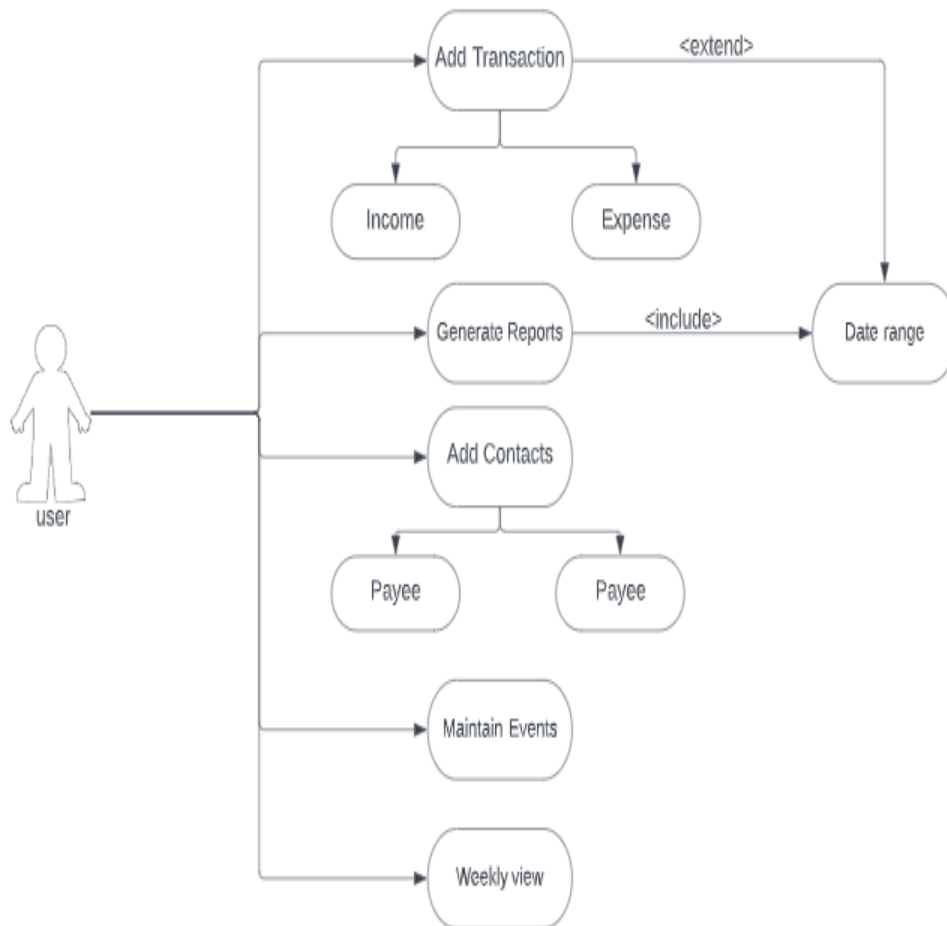 Add Transaction
<extend>
Income
Expense
Generate Reports
<include>
Date range
user
Add Contacts
Payee
Payee
Maintain Events
Weekly view